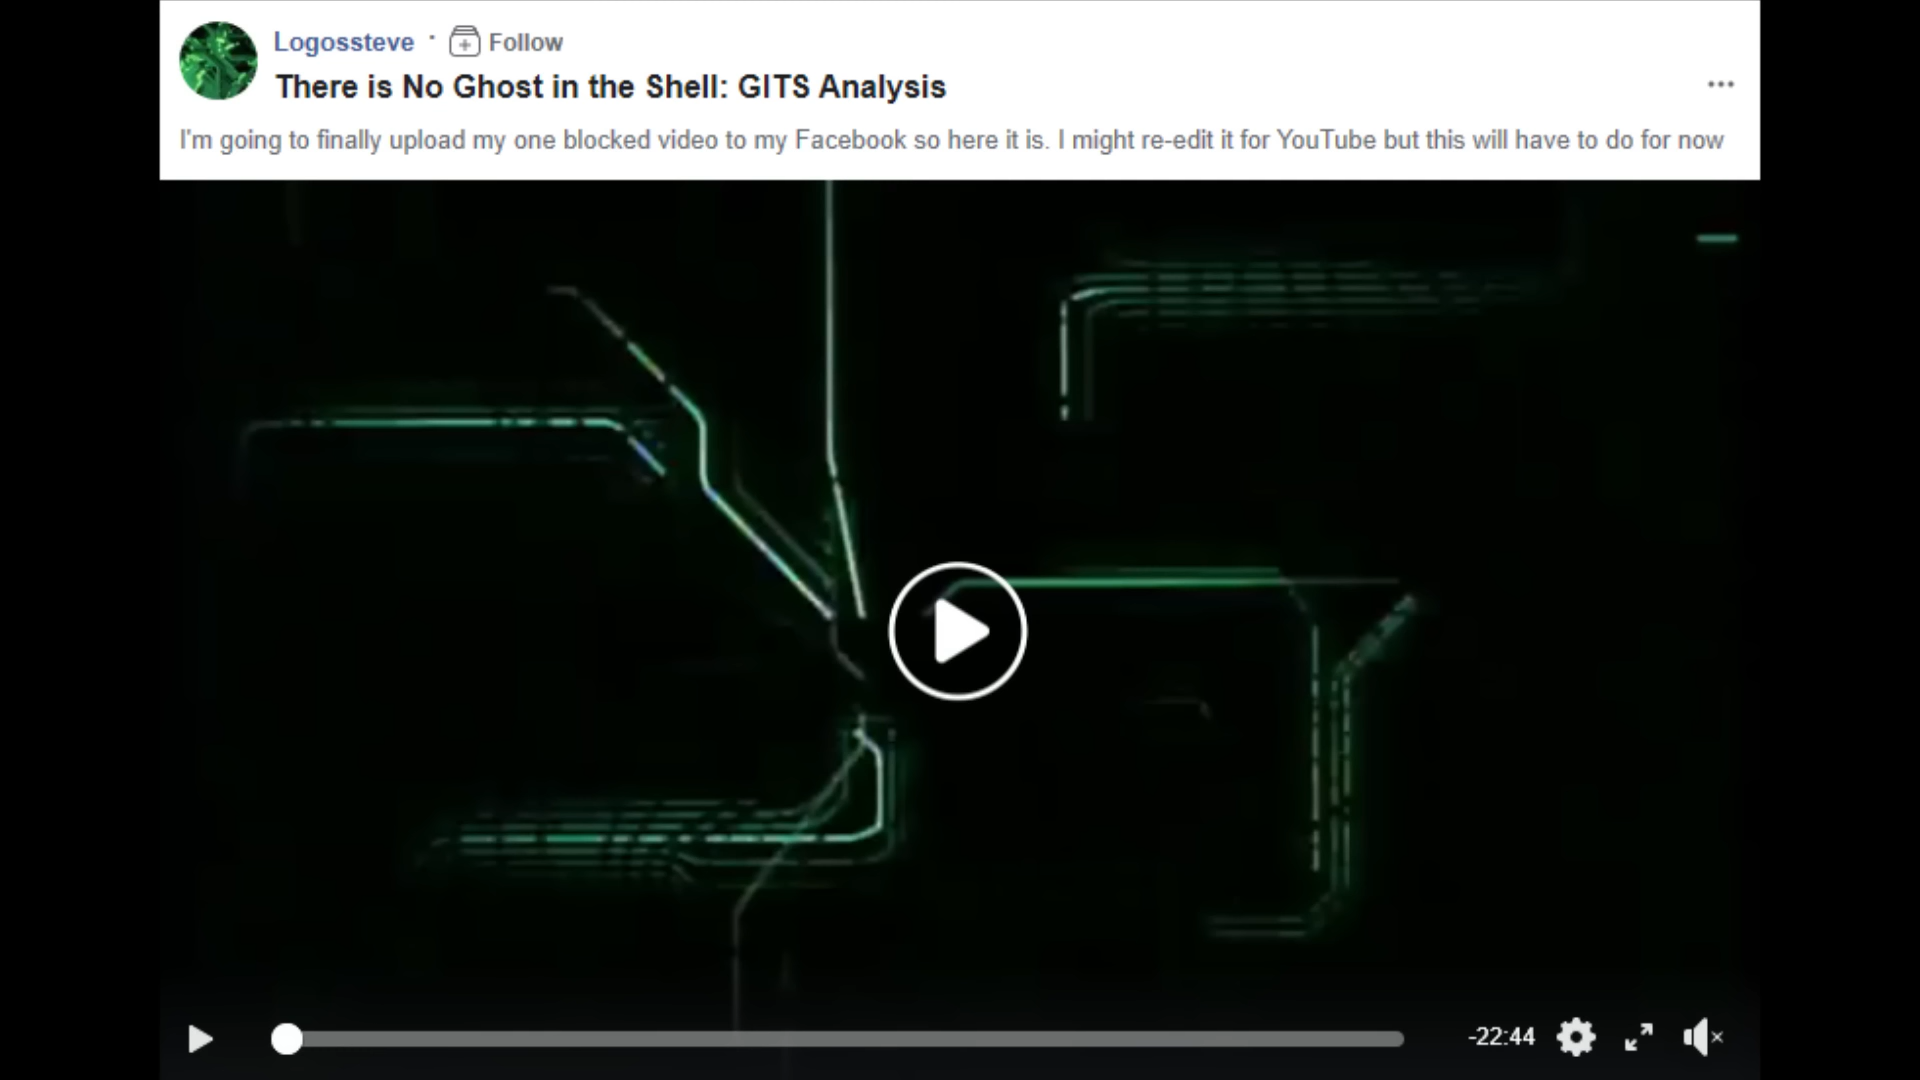 Logossteve · Follow
There is No Ghost in the Shell: GITS Analysis
I'm going to finally upload my one blocked video to my Facebook so here it is. I might re-edit it for YouTube but this will have to do for now
-22:44